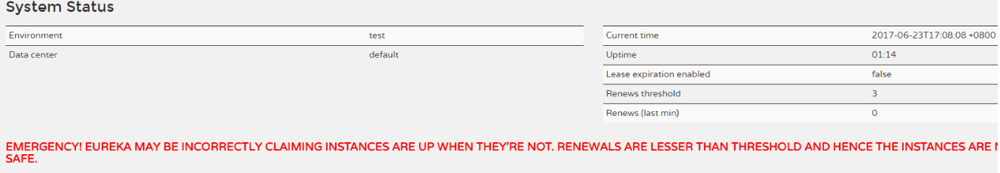 System Status
Environment test
Data center default
Current time 2017-06-23T17:08:08 +0800
Uptime 01:14
Lease expiration enabled false
Renews threshold 3
Renews (last min) 0
EMERGENCY! EUREKA MAY BE INCORRECTLY CLAIMING INSTANCES ARE UP WHEN THEY'RE NOT. RENEWALS ARE LESSER THAN THRESHOLD AND HENCE THE INSTANCES ARE
SAFE.